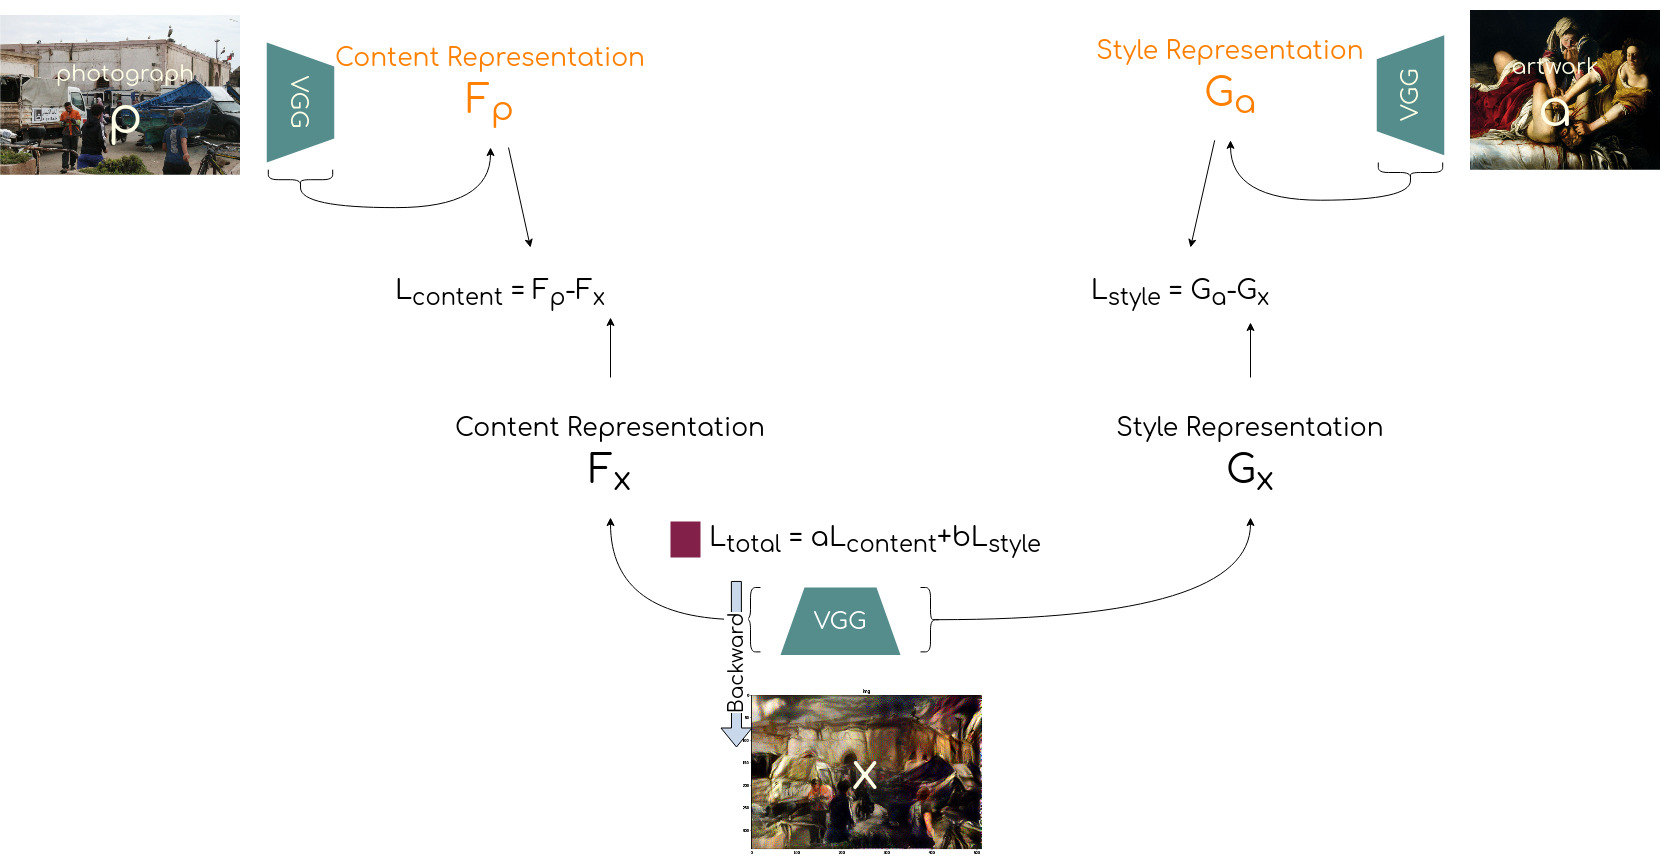 photograph
p
VGG
Content Representation
Fp
Style Representation
Ga
VGG
artwork
a
Lcontent = Fp-Fx
Lstyle = Ga-Gx
Content Representation
Fx
Style Representation
Gx
Ltotal = aLcontent+bLstyle
VGG
Backward
img
x